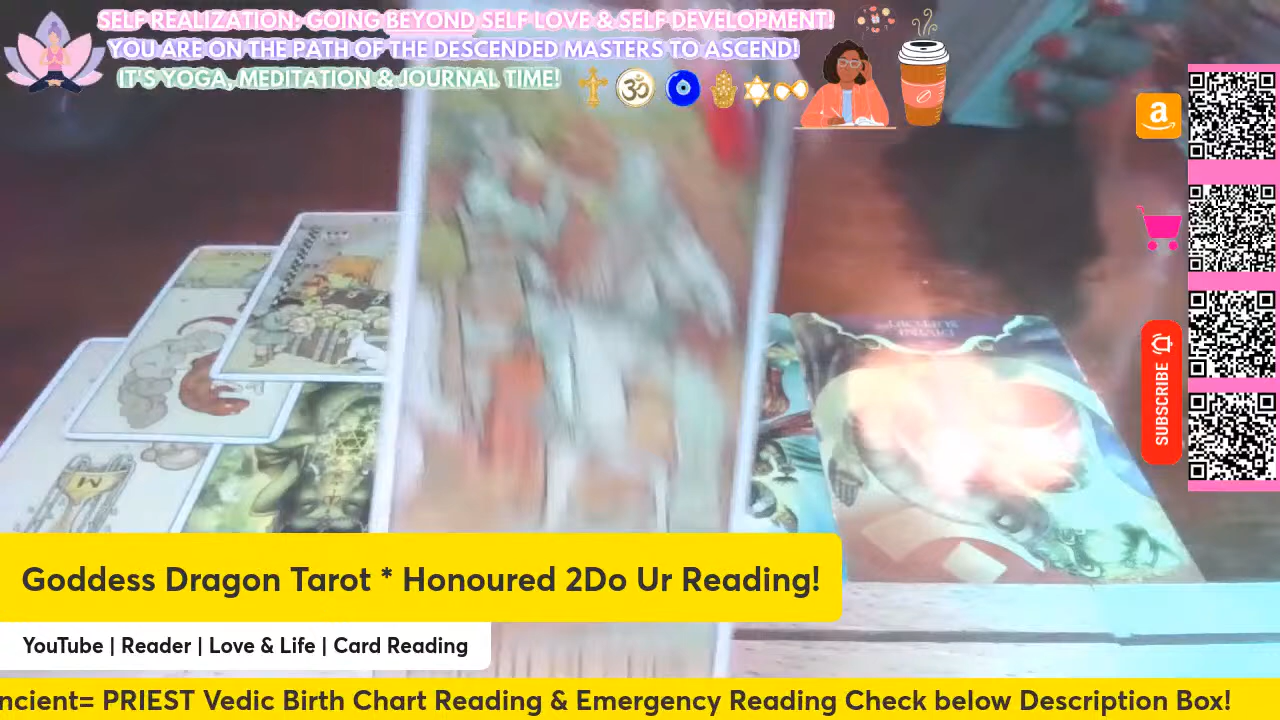 SELF REALIZATION: GOING BEYOND SELF LOVE & SELF DEVELOPMENT!
YOU ARE ON THE PATH OF THE DESCENDED MASTERS TO ASCEND!
IT'S YOGA, MEDITATION & JOURNAL TIME!
a
SUBSCRIBE
M
Goddess Dragon Tarot * Honoured 2Do Ur Reading!
YouTube | Reader | Love & Life | Card Reading
ncient= PRIEST Vedic Birth Chart Reading & Emergency Reading Check below Description Box!